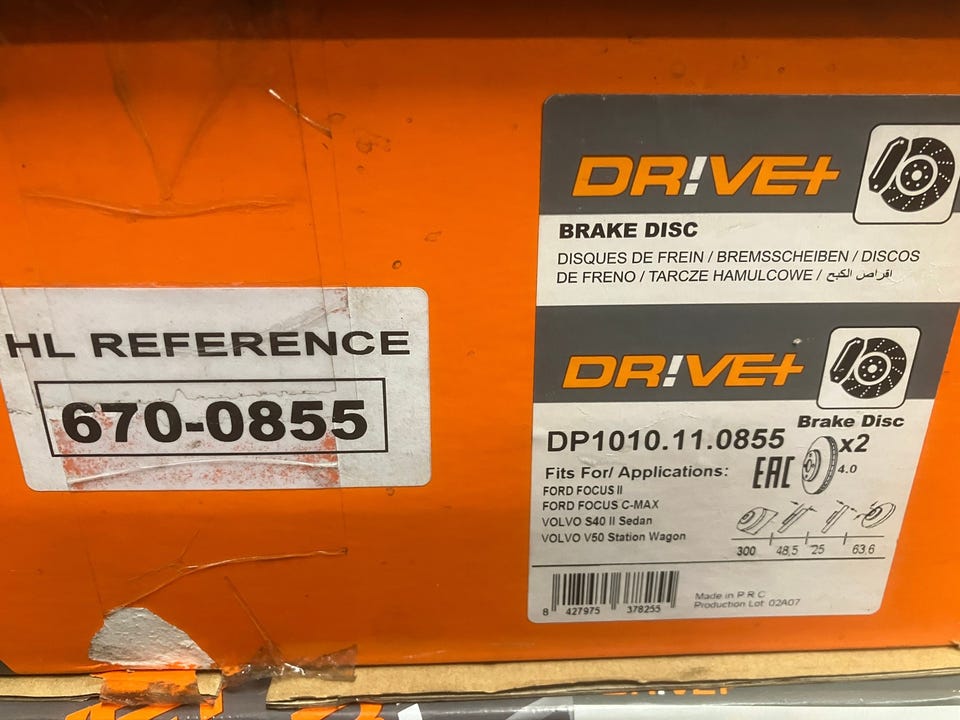 HL REFERENCE
670-0855
DR!VE+
BRAKE DISC
DISQUES DE FREIN / BREMSSCHEIBEN / DISCOS
DE FRENO / TARCZE HAMULCOWE / اقراص الكبح
DR!VE+
Brake Disc
DP1010.11.0855
x2
EAC
4.0
Fits For/ Applications:
FORD FOCUS II
FORD FOCUS C-MAX
VOLVO S40 II Sedan
VOLVO V50 Station Wagon
300 48,5 25 63,6
8 427975 378255
Made in P R C
Production Lot 02A07